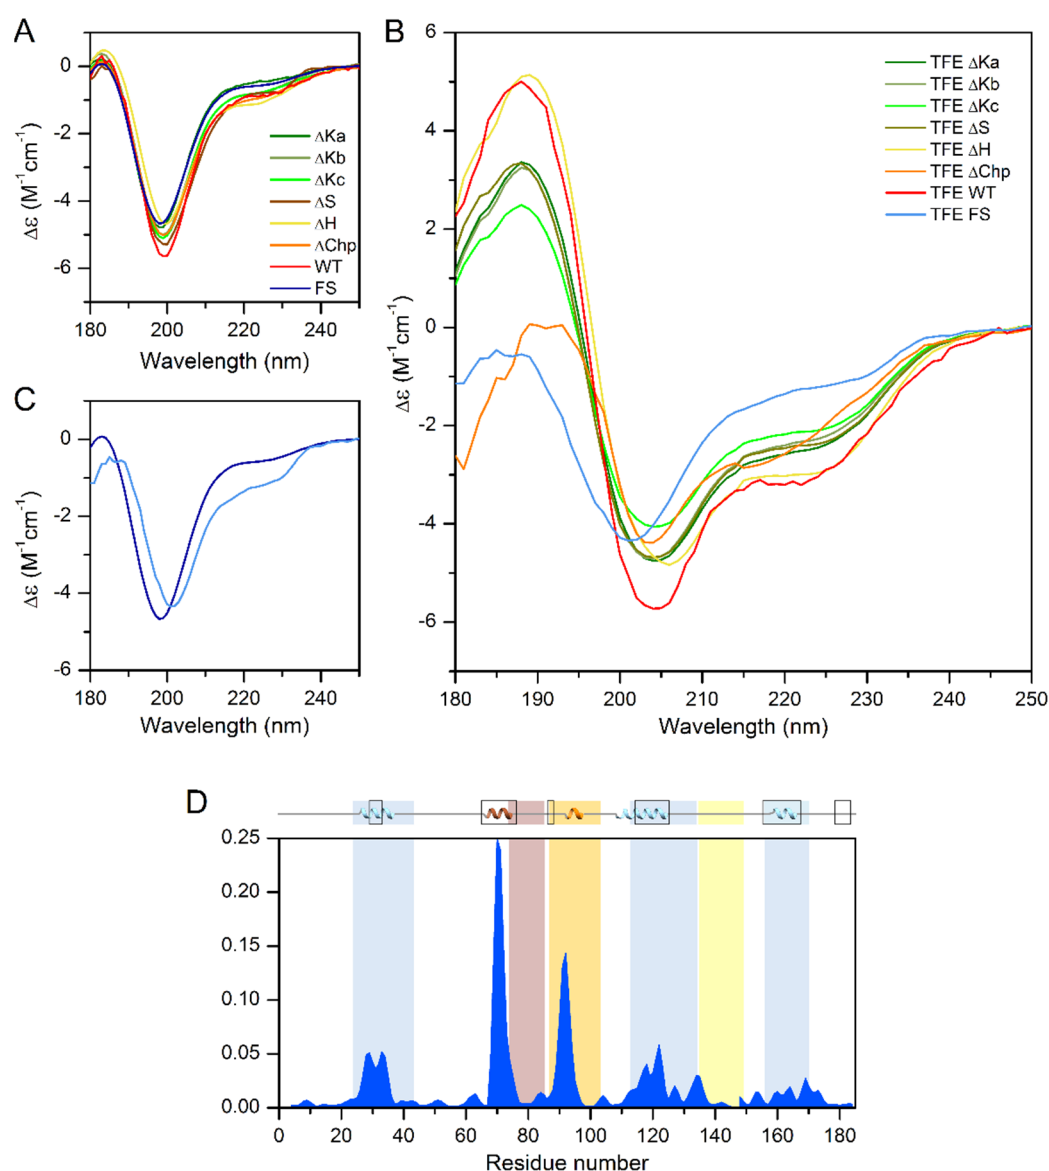 A
Δε (M⁻¹cm⁻¹)
0
-2
-4
-6
180
200
220
240
Wavelength (nm)
ΔKa
ΔKb
ΔKc
ΔS
ΔH
ΔChp
WT
FS
B
Δε (M⁻¹cm⁻¹)
6
4
2
0
-2
-4
-6
180
190
200
210
220
230
240
250
Wavelength (nm)
TFE ΔKa
TFE ΔKb
TFE ΔKc
TFE ΔS
TFE ΔH
TFE ΔChp
TFE WT
TFE FS
C
Δε (M⁻¹cm⁻¹)
0
-2
-4
-6
180
200
220
240
Wavelength (nm)
D
0.25
0.20
0.15
0.10
0.05
0.00
0
20
40
60
80
100
120
140
160
180
Residue number